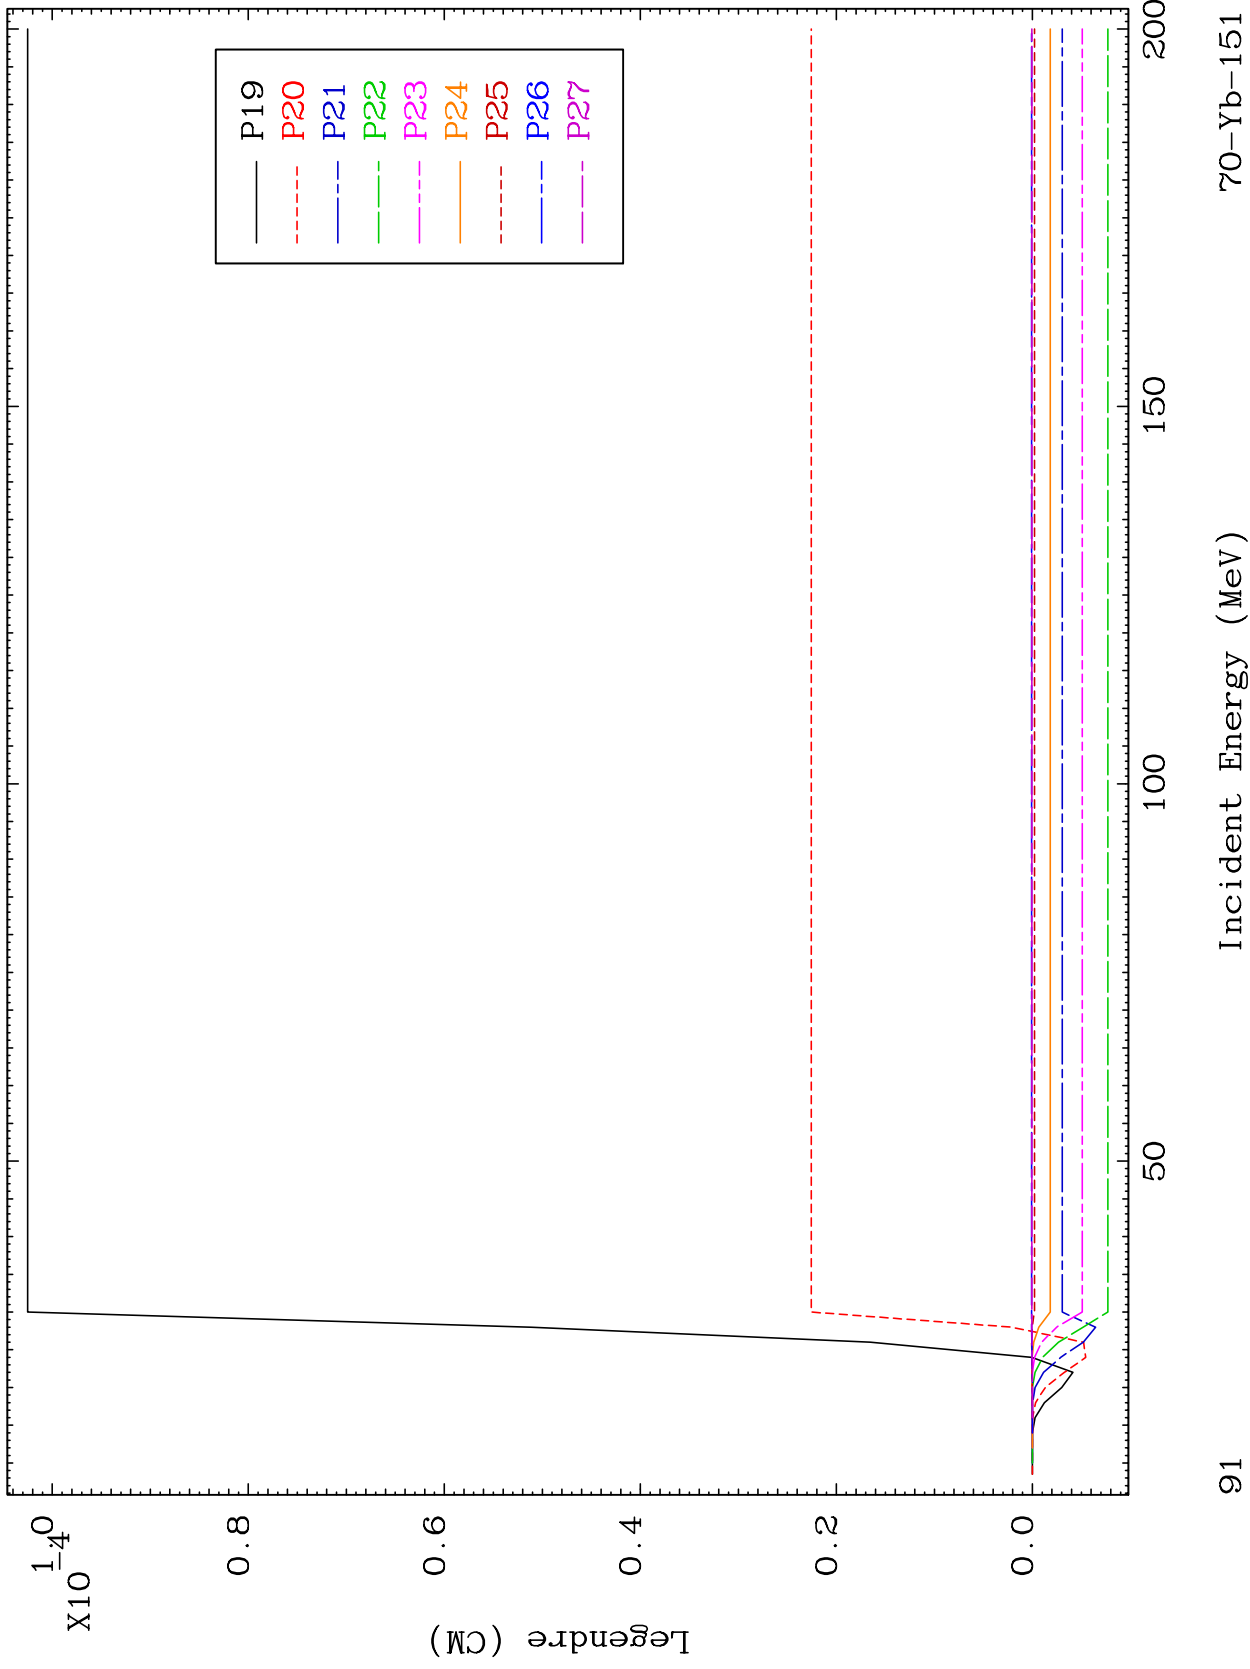 P19
P20
P21
P22
P23
P24
P25
P26
P27
X10
-4
1.0
0.8
0.6
0.4
0.2
0.0
Legendre (CM)
50
100
150
200
Incident Energy (MeV)
91
70-Yb-151